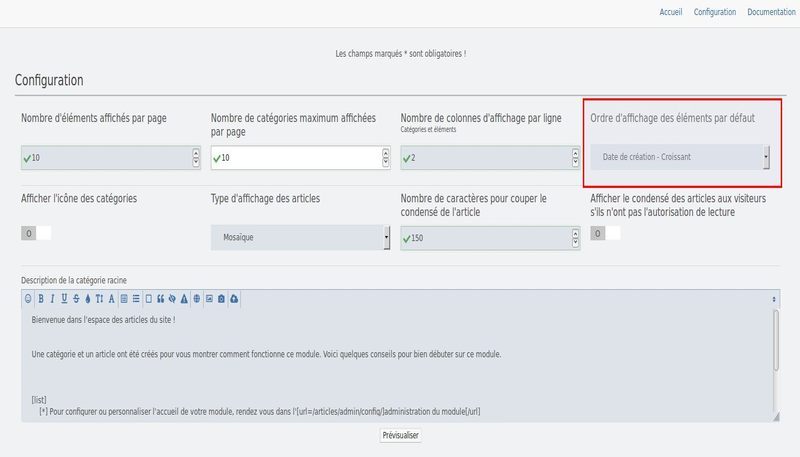 Accueil Configuration Documentation
Les champs marqués * sont obligatoires !
Configuration
Nombre d'éléments affichés par page
10
Nombre de catégories maximum affichées
par page
10
Nombre de colonnes d'affichage par ligne
Catégories et éléments
2
Ordre d'affichage des éléments par défaut
Date de création - Croissant
Afficher l'icône des catégories
0
Type d'affichage des articles
Mosaïque
Nombre de caractères pour couper le
condensé de l'article
150
Afficher le condensé des articles aux visiteurs
s'ils n'ont pas l'autorisation de lecture
0
Description de la catégorie racine
B I U S T A
Bienvenue dans l'espace des articles du site !
Une catégorie et un article ont été créés pour vous montrer comment fonctionne ce module. Voici quelques conseils pour bien débuter sur ce module.
[list]
[*] Pour configurer ou personnaliser l'accueil de votre module, rendez vous dans l'[url=/articles/admin/config/]administration du module[/url]
Prévisualiser